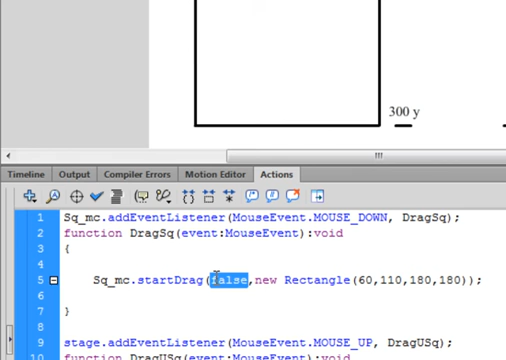 300 y
Timeline Output Compiler Errors Motion Editor Actions
1 Sq_mc.addEventListener(MouseEvent.MOUSE_DOWN, DragSq);
2 function DragSq(event:MouseEvent):void
3 {
4
5 Sq_mc.startDrag(false,new Rectangle(60,110,180,180));
6
7 }
8
9 stage.addEventListener(MouseEvent.MOUSE_UP, DragUSq);
10 function DragUSq(event:MouseEvent):void